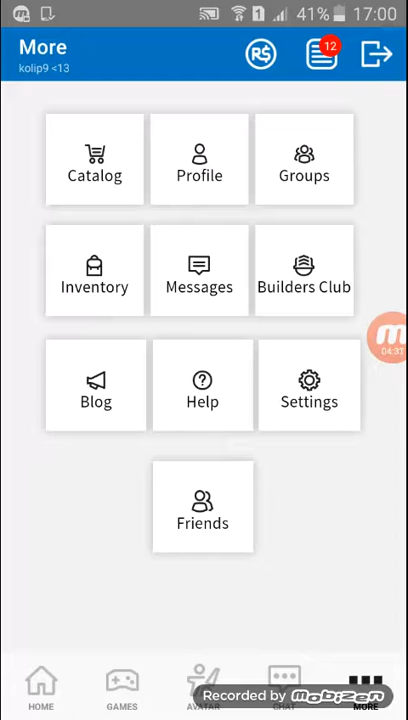 41% 17:00
More
kolip9 <13
R$
12
Catalog
Profile
Groups
Inventory
Messages
Builders Club
04:31
Blog
Help
Settings
Friends
HOME
GAMES
AVATAR
CHAT
MORE
Recorded by mobizen